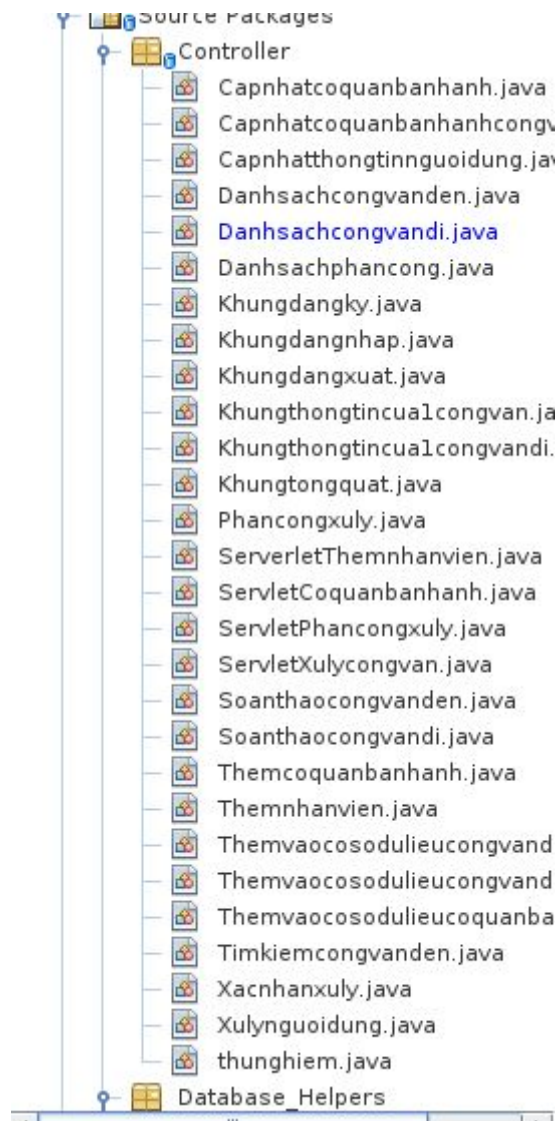 Source Packages
Controller
Capnhatcoquanbanhanh.java
Capnhatcoquanbanhanhcongv
Capnhatthongtinnguoidung.jav
Danhsachcongvanden.java
Danhsachcongvandi.java
Danhsachphancong.java
Khungdangky.java
Khungdangnhap.java
Khungdangxuat.java
Khungthongtincua1congvan.ja
Khungthongtincua1congvandi.
Khungtongquat.java
Phancongxuly.java
ServerletThemnhanvien.java
ServletCoquanbanhanh.java
ServletPhancongxuly.java
ServletXulycongvan.java
Soanthaocongvanden.java
Soanthaocongvandi.java
Themcoquanbanhanh.java
Themnhanvien.java
Themvaocosodulieucongvand
Themvaocosodulieucongvand
Themvaocosodulieucoquanba
Timkiemcongvanden.java
Xacnhanxuly.java
Xulynguoidung.java
thunghiem.java
Database_Helpers